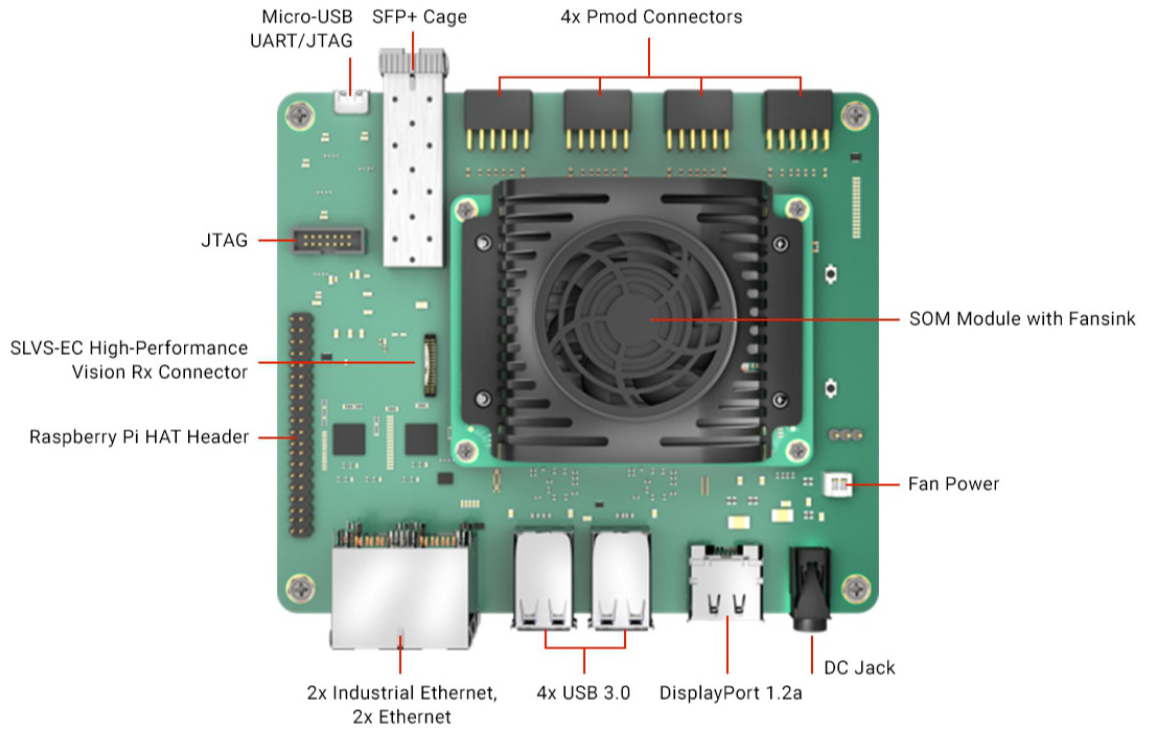 Micro-USB
UART/JTAG
SFP+ Cage
4x Pmod Connectors
JTAG
SOM Module with Fansink
SLVS-EC High-Performance
Vision Rx Connector
Raspberry Pi HAT Header
Fan Power
DC Jack
2x Industrial Ethernet,
2x Ethernet
4x USB 3.0
DisplayPort 1.2a